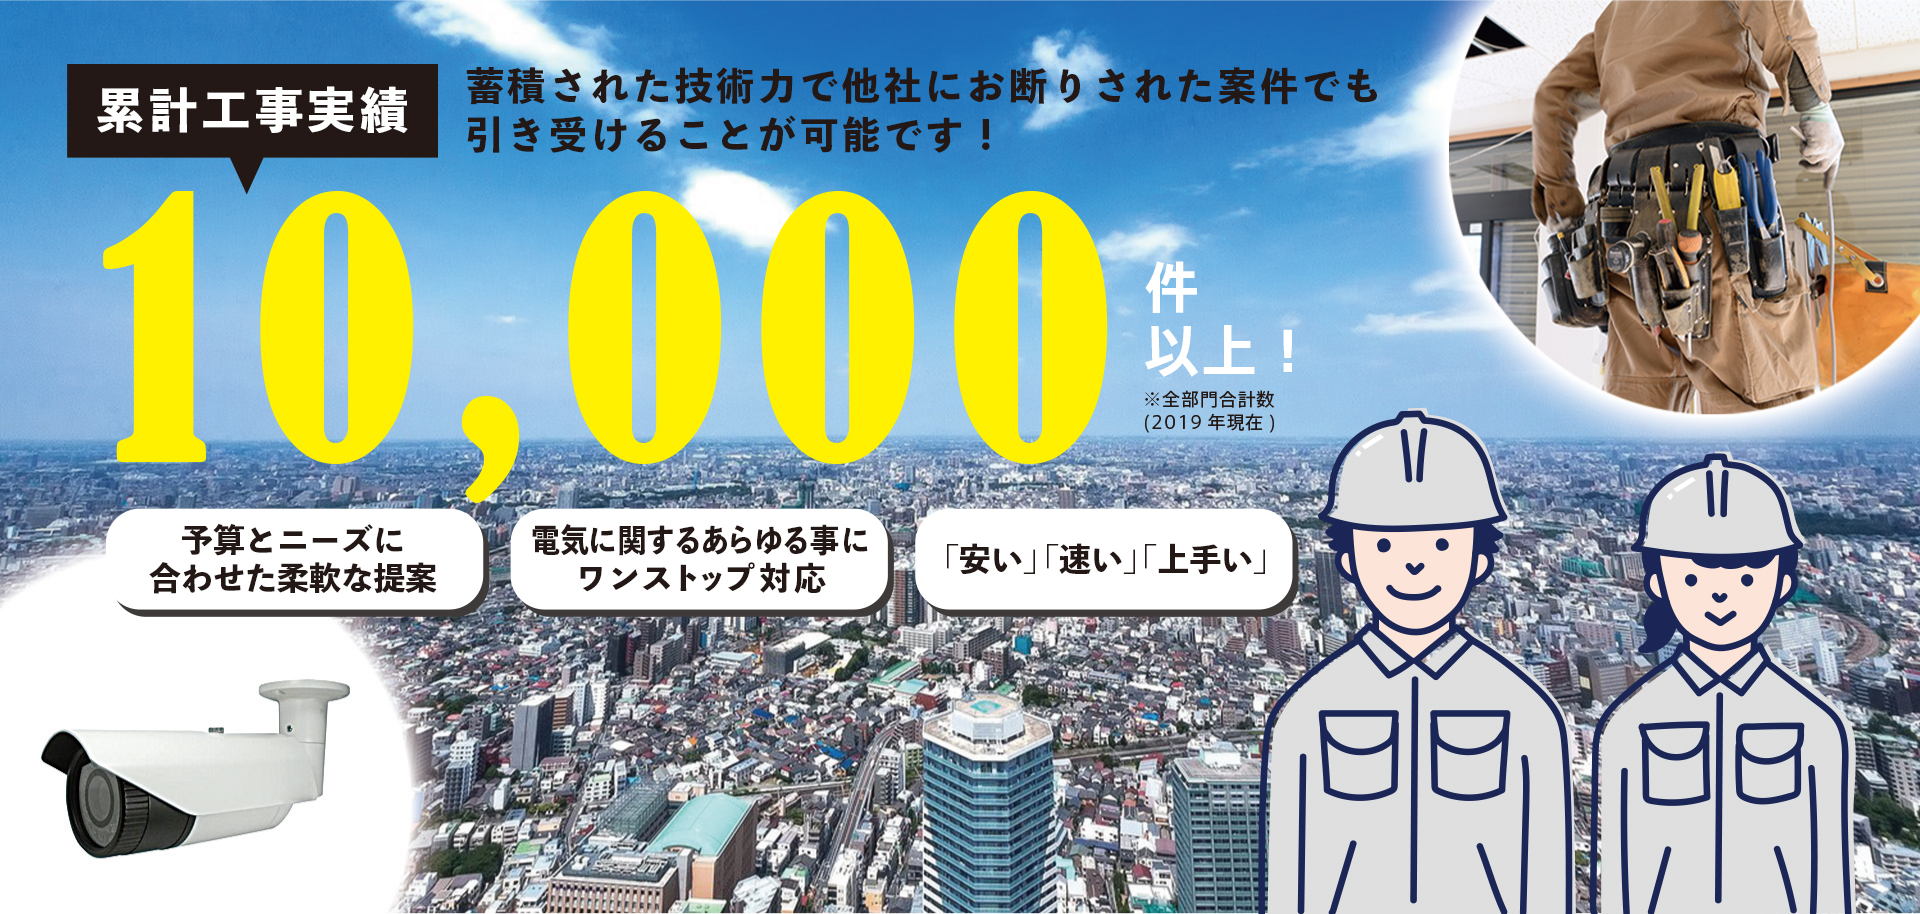 累計工事実績
蓄積された技術力で他社にお断りされた案件でも
引き受けることが可能です！
10,000
件
以上！
※全部門合計数
(2019 年現在 )
予算とニーズに
合わせた柔軟な提案
電気に関するあらゆる事に
ワンストップ対応
「安い」「速い」「上手い」